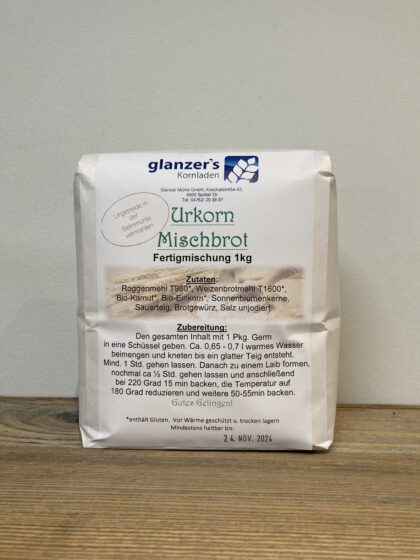 glanzer's
Kornladen
Glanzer Mühle GmbH, Koschatstraße 42,
9800 Spittal/ Dr.
Tel: 04762/ 29 36 87
Urgetreide in
der
Steinmühle
vermahlen
Urkorn
Mischbrot
Fertigmischung 1kg
Zutaten:
Roggenmehl T960*, Weizenbrotmehl T1600*,
Bio-Kamut*, Bio-Einkorn*, Sonnenblumenkerne,
Sauerteig, Brotgewürz, Salz unjodiert
Zubereitung:
Den gesamten Inhalt mit 1 Pkg. Germ
in eine Schüssel geben. Ca. 0,65 - 0,7 l warmes Wasser
beimengen und kneten bis ein glatter Teig entsteht.
Mind. 1 Std. gehen lassen. Danach zu einem Laib formen,
nochmal ca ½ Std. gehen lassen und anschließend
bei 220 Grad 15 min backen, die Temperatur auf
180 Grad reduzieren und weitere 50-55min backen.
Gutes Gelingen!
*enthält Gluten. Vor Wärme geschützt u. trocken lagern
Mindestens haltbar bis:
24. NOV. 2024